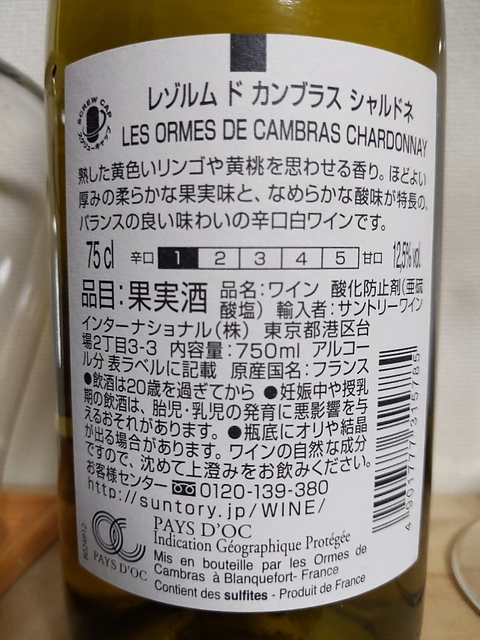 レゾルム ド カンブラス シャルドネ
SCREW CAP
LES ORMES DE CAMBRAS CHARDONNAY
熟した黄色いリンゴや黄桃を思わせる香り。ほどよい
厚みの柔らかな果実味と、なめらかな酸味が特長の、
バランスの良い味わいの辛口白ワインです。
75 cl 辛口 1 2 3 4 5 甘口 12,5% vol.
品目:果実酒 品名:ワイン 酸化防止剤(亜硫
酸塩) 輸入者:サントリーワイン
インターナショナル(株) 東京都港区台
場2丁目3-3 内容量:750ml アルコー
ル分 表ラベルに記載 原産国名:フランス
●飲酒は20歳を過ぎてから ●妊娠中や授乳
期の飲酒は、胎児・乳児の発育に悪影響を与
えるおそれがあります。 ●瓶底にオリや結晶
が出る場合があります。ワインの自然な成分
ですので、沈めて上澄みをお飲みください。
お客様センター 0120-139-380
http://suntory.jp/WINE/
4 901777 315785
PAYS D'OC
Indication Géographique Protégée
PAYS D'OC
Mis en bouteille par les Ormes de
Cambras à Blanquefort- France
Contient des sulfites - Produit de France